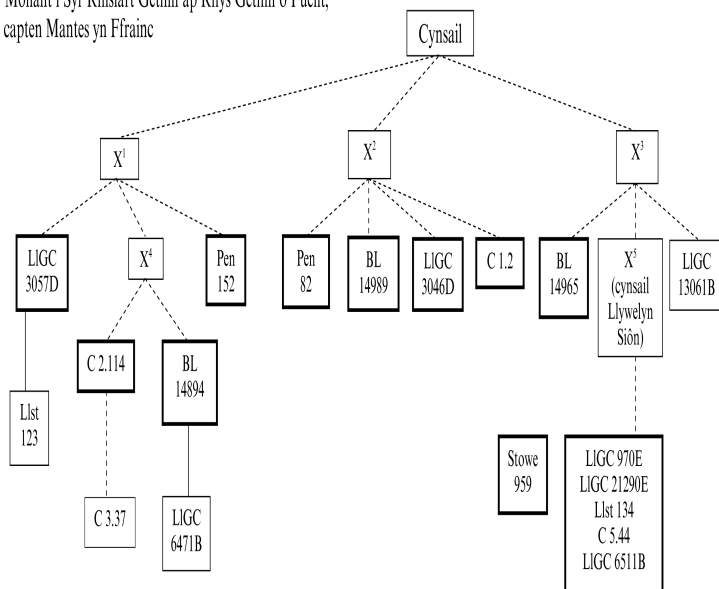 Moliant i Syr Rhisiart Gethin ap Rhys Gethin o Fuellt,
capten Mantes yn Ffrainc
Cynsail
X¹
X²
X³
LlGC
3057D
X⁴
Pen
152
Pen
82
BL
14989
LlGC
3046D
C 1.2
BL
14965
X⁵
(cynsail
Llywelyn
Siôn)
LlGC
13061B
C 2.114
BL
14894
Llst
123
C 3.37
LlGC
6471B
Stowe
959
LlGC 970E
LlGC 21290E
Llst 134
C 5.44
LlGC 6511B